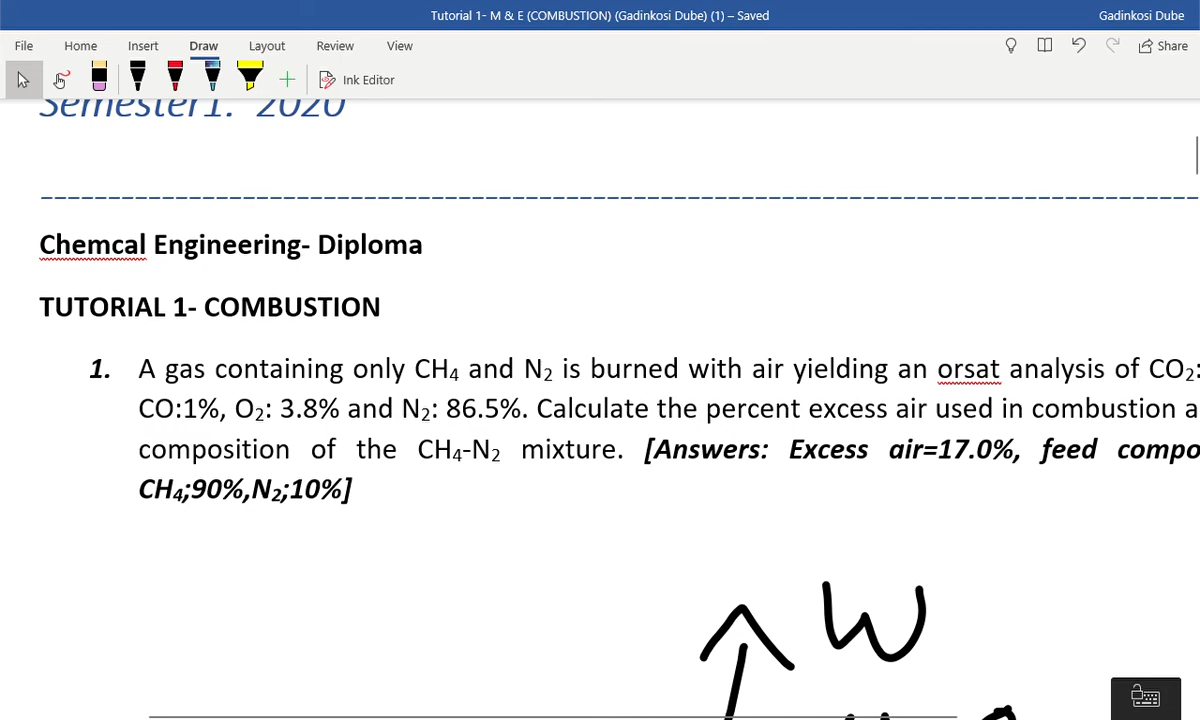 Tutorial 1- M & E (COMBUSTION) (Gadinkosi Dube) (1) – Saved
Gadinkosi Dube
File Home Insert Draw Layout Review View
Share
Ink Editor
Semester1. 2020
Chemcal Engineering- Diploma
TUTORIAL 1- COMBUSTION
1. A gas containing only CH4 and N2 is burned with air yielding an orsat analysis of CO2:
CO:1%, O2: 3.8% and N2: 86.5%. Calculate the percent excess air used in combustion a
composition of the CH4-N2 mixture. [Answers: Excess air=17.0%, feed compo
CH4;90%,N2;10%]
W